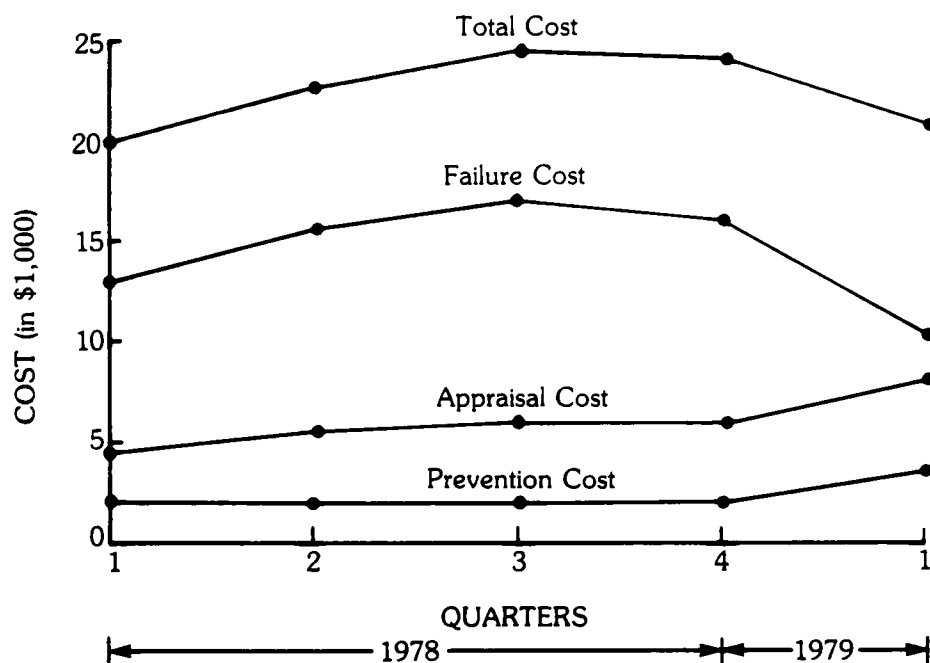 COST (in $1,000)
25
20
15
10
5
0
Total Cost
Failure Cost
Appraisal Cost
Prevention Cost
1 2 3 4 1
QUARTERS
1978 1979